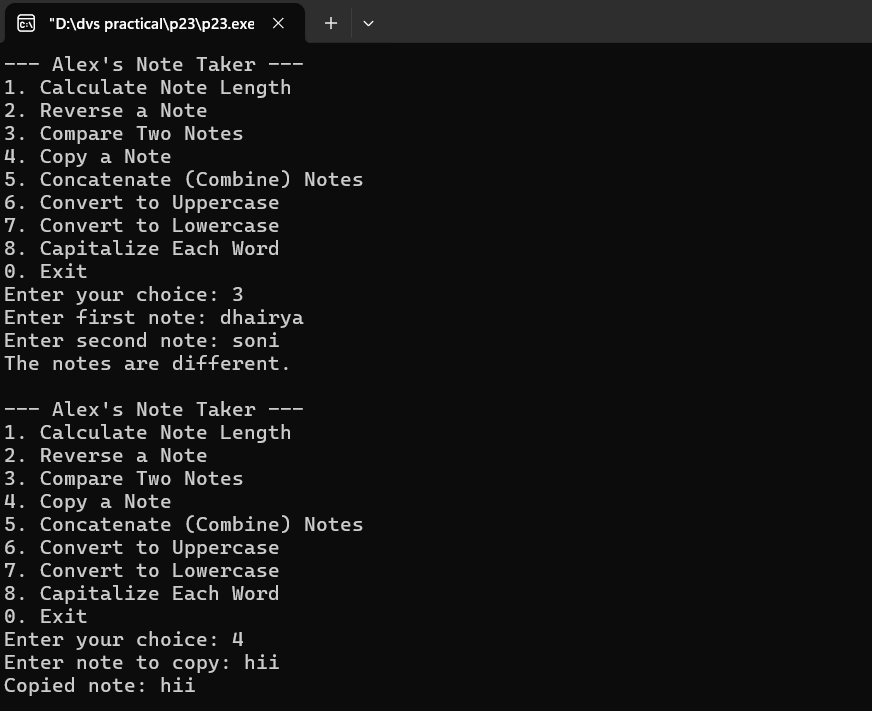 "D:\dvs practical\p23\p23.exe
--- Alex's Note Taker ---
1. Calculate Note Length
2. Reverse a Note
3. Compare Two Notes
4. Copy a Note
5. Concatenate (Combine) Notes
6. Convert to Uppercase
7. Convert to Lowercase
8. Capitalize Each Word
0. Exit
Enter your choice: 3
Enter first note: dhairya
Enter second note: soni
The notes are different.

--- Alex's Note Taker ---
1. Calculate Note Length
2. Reverse a Note
3. Compare Two Notes
4. Copy a Note
5. Concatenate (Combine) Notes
6. Convert to Uppercase
7. Convert to Lowercase
8. Capitalize Each Word
0. Exit
Enter your choice: 4
Enter note to copy: hii
Copied note: hii